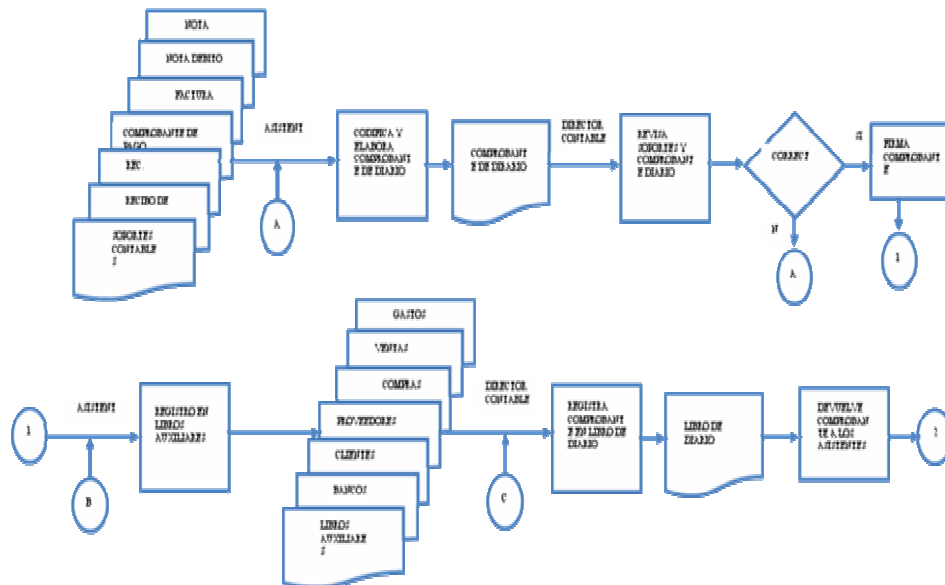 NOTA
NOTA DEBITO
FACTURA
COMPROBANTE DE
PAGO
REC.
RECIBO DE
SOPORTES
CONTABLE
S
ASISTENT
A
CODIFICA Y
ELABORA
COMPROBANT
E DE DIARIO
COMPROBANT
E DE DIARIO
DIRECTOR
CONTABLE
REVISA
SOPORTES Y
COMPROBANT
E DIARIO
CORRECT
SI
N
A
FIRMA
COMPROBANT
E
1
1
ASISTENT
B
REGISTRO EN
LIBROS
AUXILIARES
GASTOS
VENTAS
COMPRAS
PROVEEDORES
CLIENTES
BANCOS
LIBROS
AUXILIARE
S
DIRECTOR
CONTABLE
C
REGISTRA
COMPROBANT
E EN LIBRO DE
DIARIO
LIBRO DE
DIARIO
DEVUELVE
COMPROBAN
TE A LOS
ASISTENTES
2